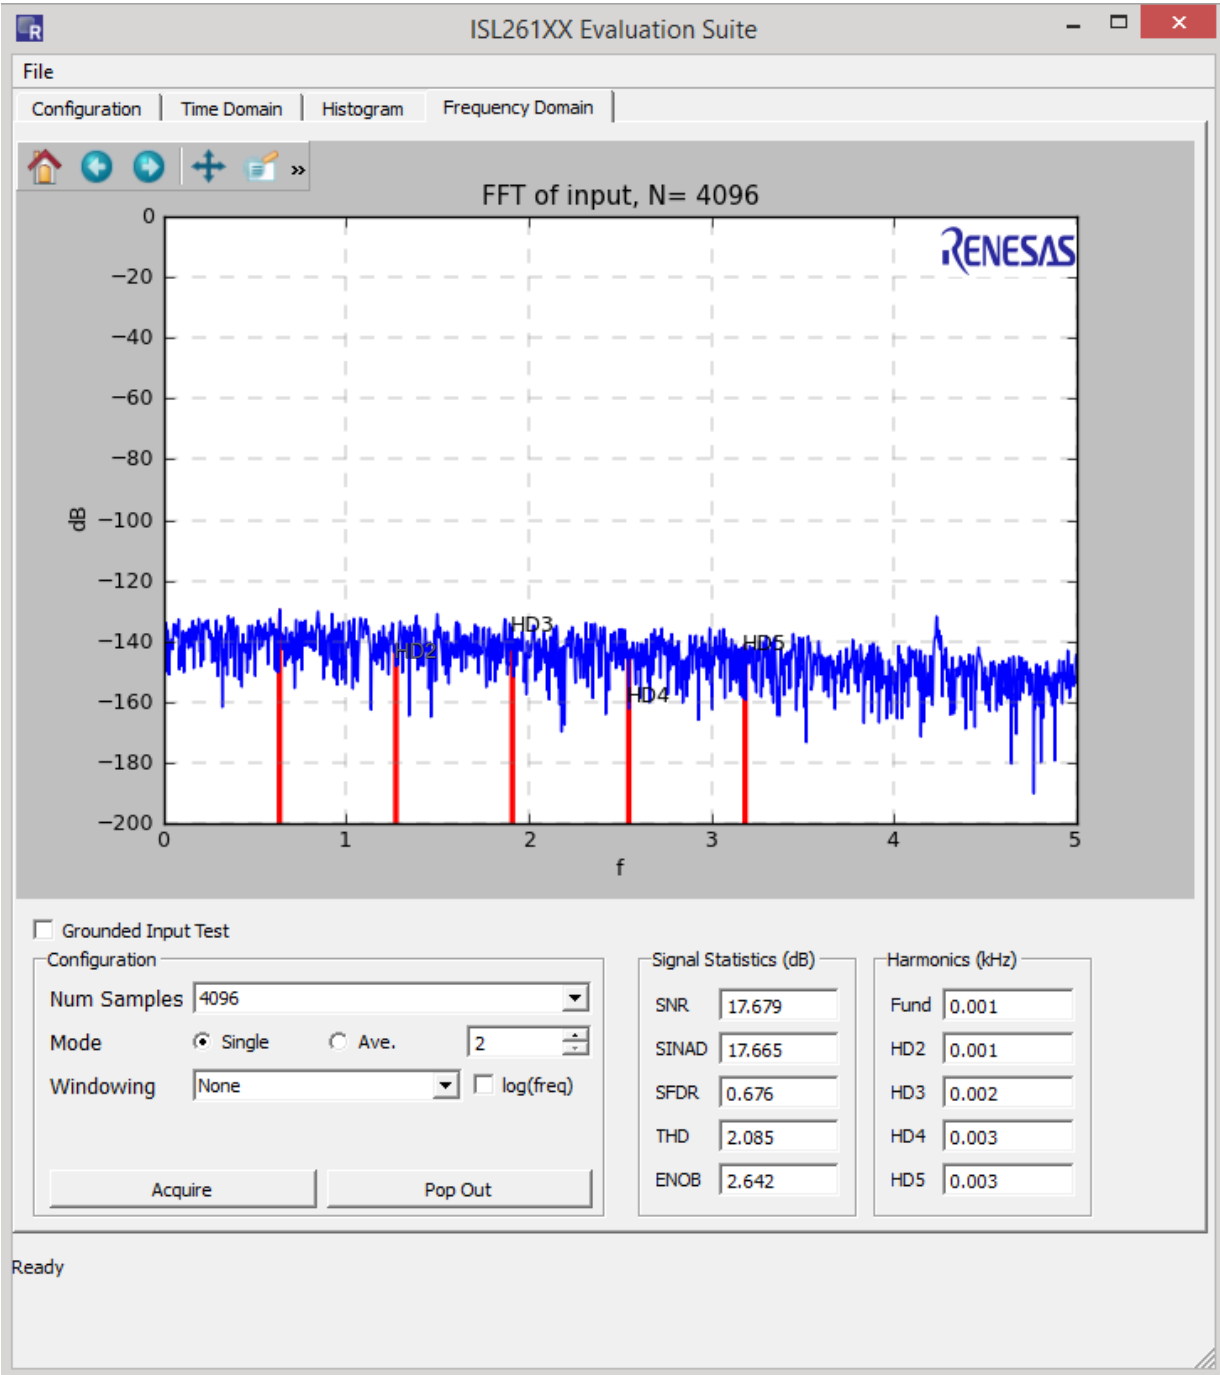 R
ISL261XX Evaluation Suite
File
Configuration Time Domain Histogram Frequency Domain
»
FFT of input, N= 4096
RENESAS
0
−20
−40
−60
−80
−100
−120
−140
−160
−180
−200
dB
HD2
HD3
HD4
HD5
0 1 2 3 4 5
f
Grounded Input Test
Configuration
Num Samples 4096
Mode Single Ave. 2
Windowing None log(freq)
Acquire Pop Out
Signal Statistics (dB)
SNR 17.679
SINAD 17.665
SFDR 0.676
THD 2.085
ENOB 2.642
Harmonics (kHz)
Fund 0.001
HD2 0.001
HD3 0.002
HD4 0.003
HD5 0.003
Ready